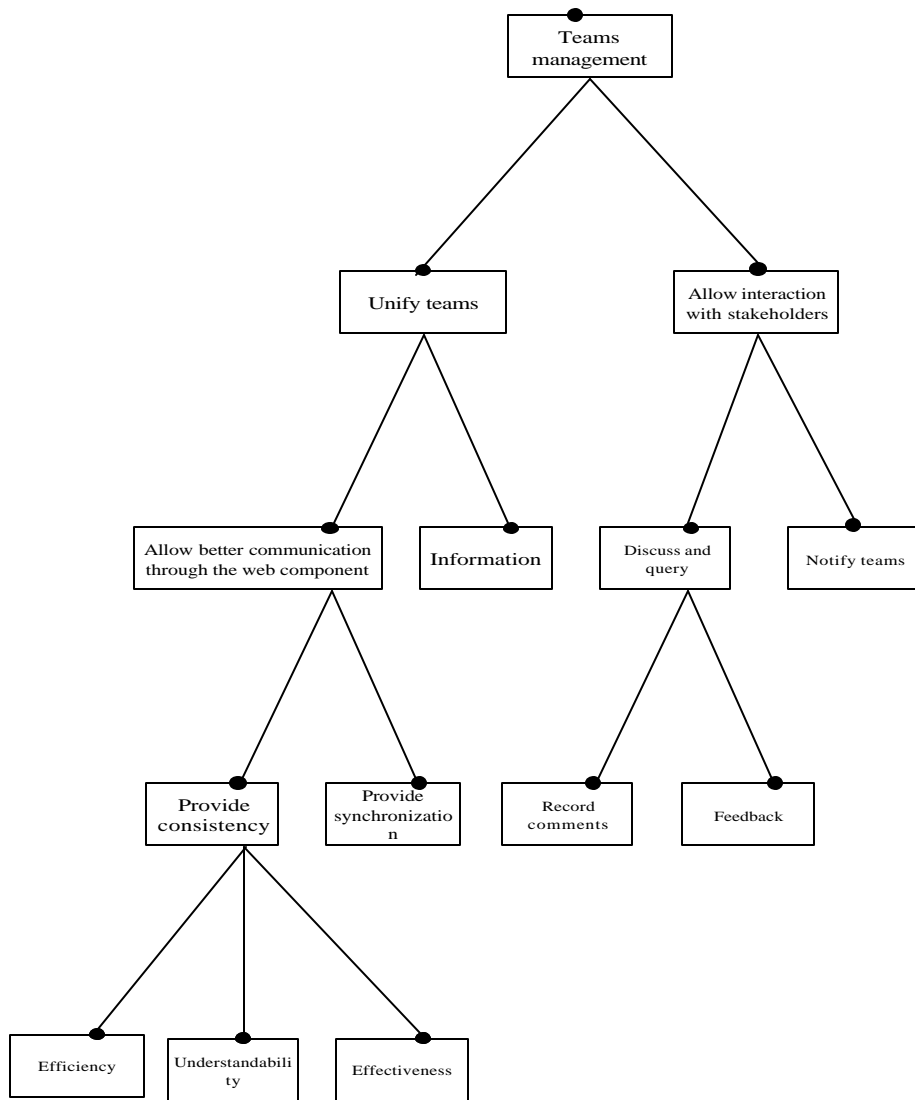 Teams
management
Unify teams
Allow interaction
with stakeholders
Allow better communication
through the web component
Information
Discuss and
query
Notify teams
Provide
consistency
Provide
synchronizatio
n
Record
comments
Feedback
Efficiency
Understandabili
ty
Effectiveness